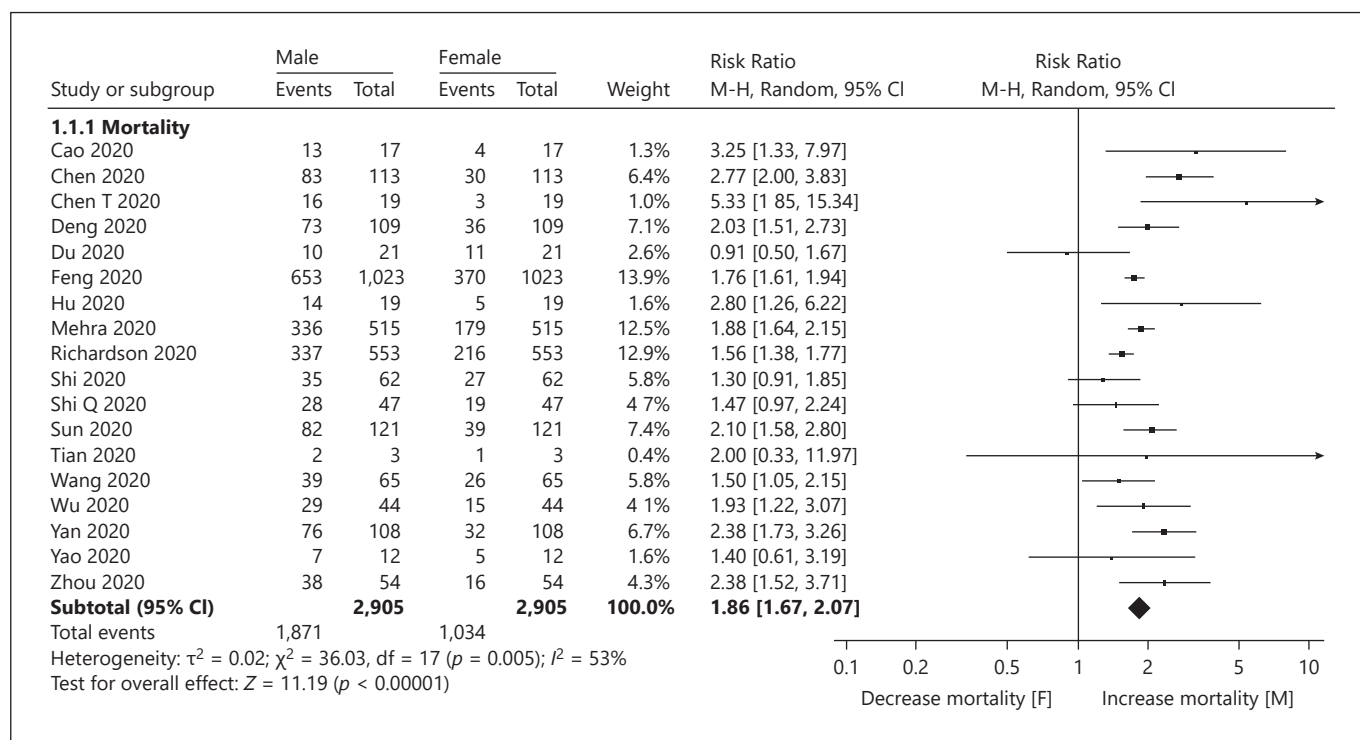 Male Female Risk Ratio Risk Ratio
Study or subgroup Events Total Events Total Weight M-H, Random, 95% CI M-H, Random, 95% CI
1.1.1 Mortality
Cao 2020 13 17 4 17 1.3% 3.25 [1.33, 7.97]
Chen 2020 83 113 30 113 6.4% 2.77 [2.00, 3.83]
Chen T 2020 16 19 3 19 1.0% 5.33 [1 85, 15.34]
Deng 2020 73 109 36 109 7.1% 2.03 [1.51, 2.73]
Du 2020 10 21 11 21 2.6% 0.91 [0.50, 1.67]
Feng 2020 653 1,023 370 1023 13.9% 1.76 [1.61, 1.94]
Hu 2020 14 19 5 19 1.6% 2.80 [1.26, 6.22]
Mehra 2020 336 515 179 515 12.5% 1.88 [1.64, 2.15]
Richardson 2020 337 553 216 553 12.9% 1.56 [1.38, 1.77]
Shi 2020 35 62 27 62 5.8% 1.30 [0.91, 1.85]
Shi Q 2020 28 47 19 47 4 7% 1.47 [0.97, 2.24]
Sun 2020 82 121 39 121 7.4% 2.10 [1.58, 2.80]
Tian 2020 2 3 1 3 0.4% 2.00 [0.33, 11.97]
Wang 2020 39 65 26 65 5.8% 1.50 [1.05, 2.15]
Wu 2020 29 44 15 44 4 1% 1.93 [1.22, 3.07]
Yan 2020 76 108 32 108 6.7% 2.38 [1.73, 3.26]
Yao 2020 7 12 5 12 1.6% 1.40 [0.61, 3.19]
Zhou 2020 38 54 16 54 4.3% 2.38 [1.52, 3.71]
Subtotal (95% CI) 2,905 2,905 100.0% 1.86 [1.67, 2.07]
Total events 1,871 1,034
Heterogeneity: τ² = 0.02; χ² = 36.03, df = 17 (p = 0.005); I² = 53%
Test for overall effect: Z = 11.19 (p < 0.00001)
0.1 0.2 0.5 1 2 5 10
Decrease mortality [F] Increase mortality [M]